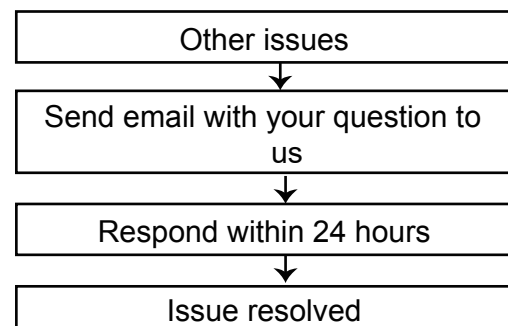 Other issues
Send email with your question to
us
Respond within 24 hours
Issue resolved